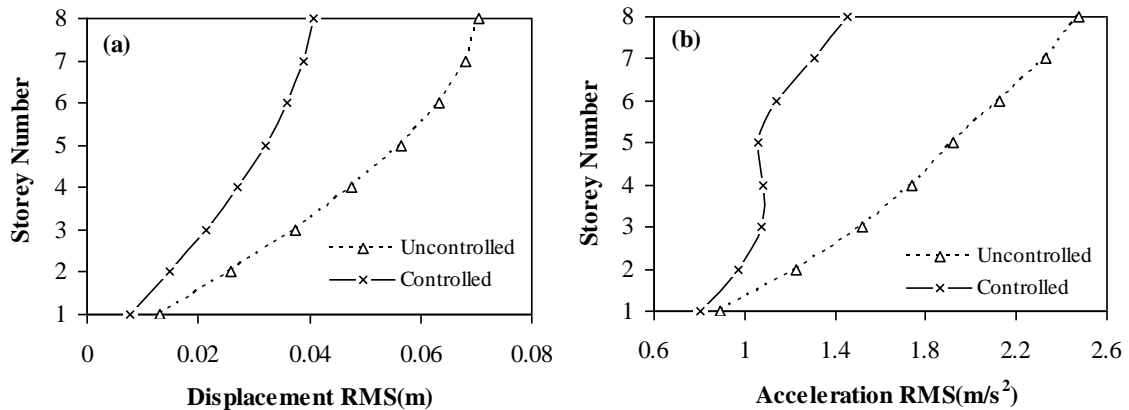 (a)
Storey Number
8
7
6
5
4
3
2
1
0
0.02
0.04
0.06
0.08
Displacement RMS(m)
Uncontrolled
Controlled
(b)
Storey Number
8
7
6
5
4
3
2
1
0.6
1
1.4
1.8
2.2
2.6
Acceleration RMS(m/s²)
Uncontrolled
Controlled